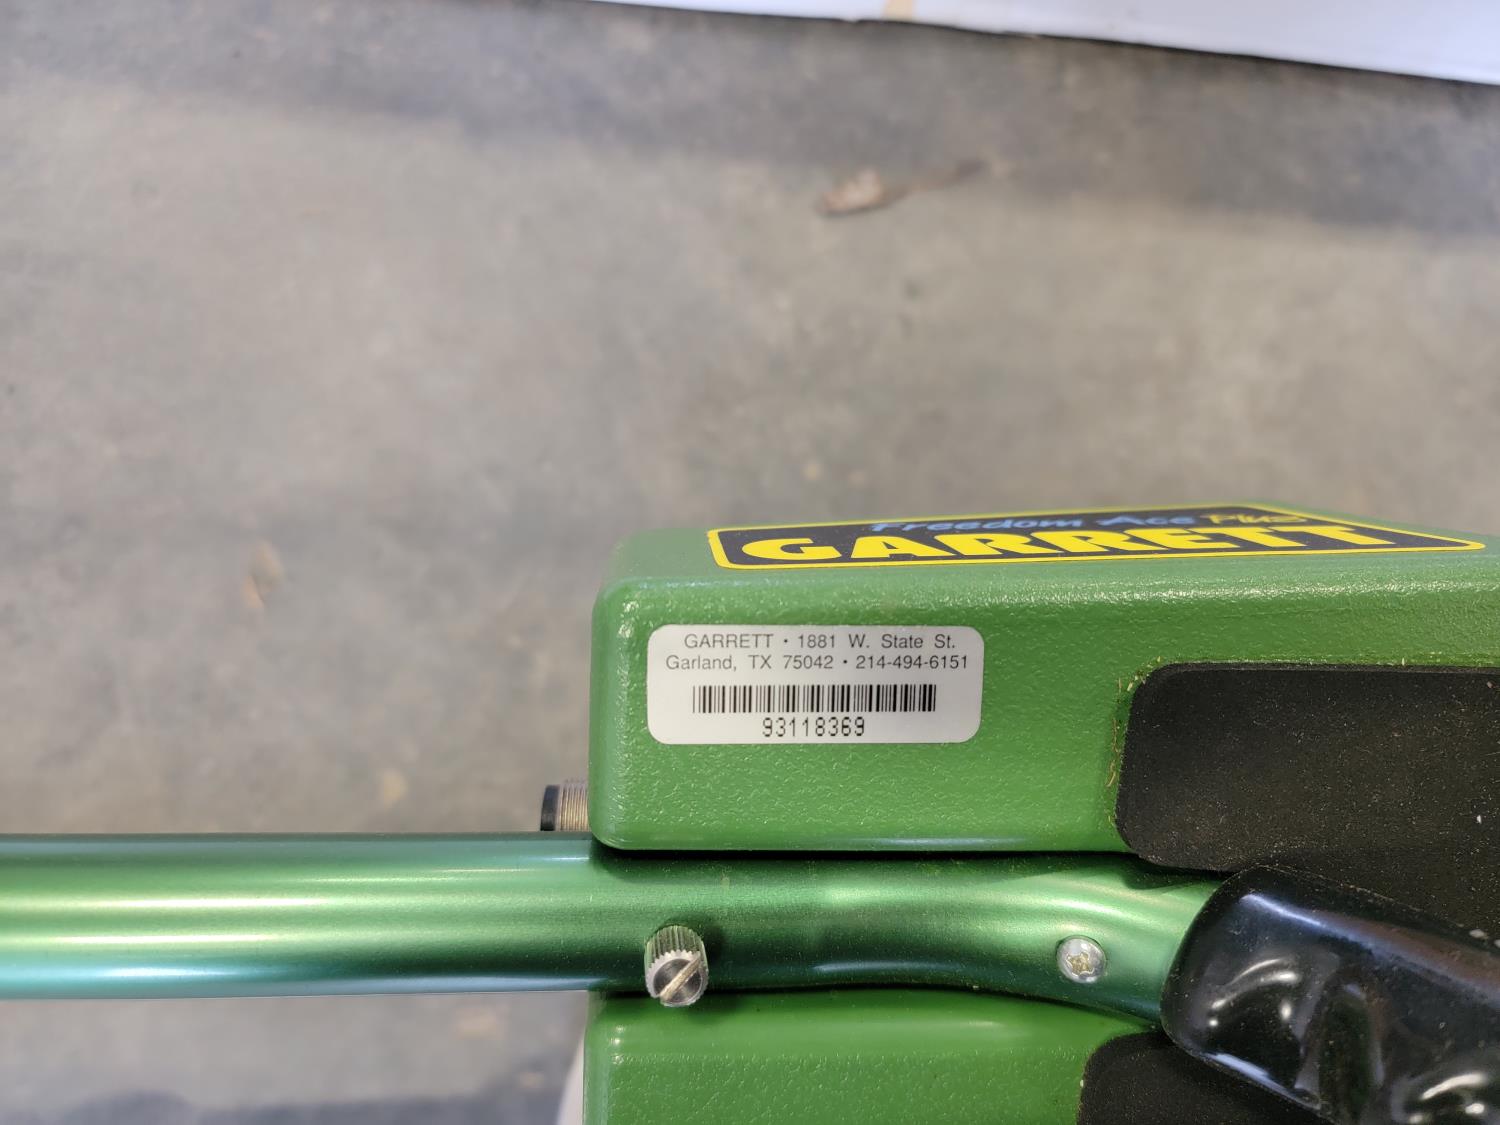 Freedom Ace Plus
GARRETT
GARRETT • 1881 W. State St.
Garland, TX 75042 • 214-494-6151
93118369